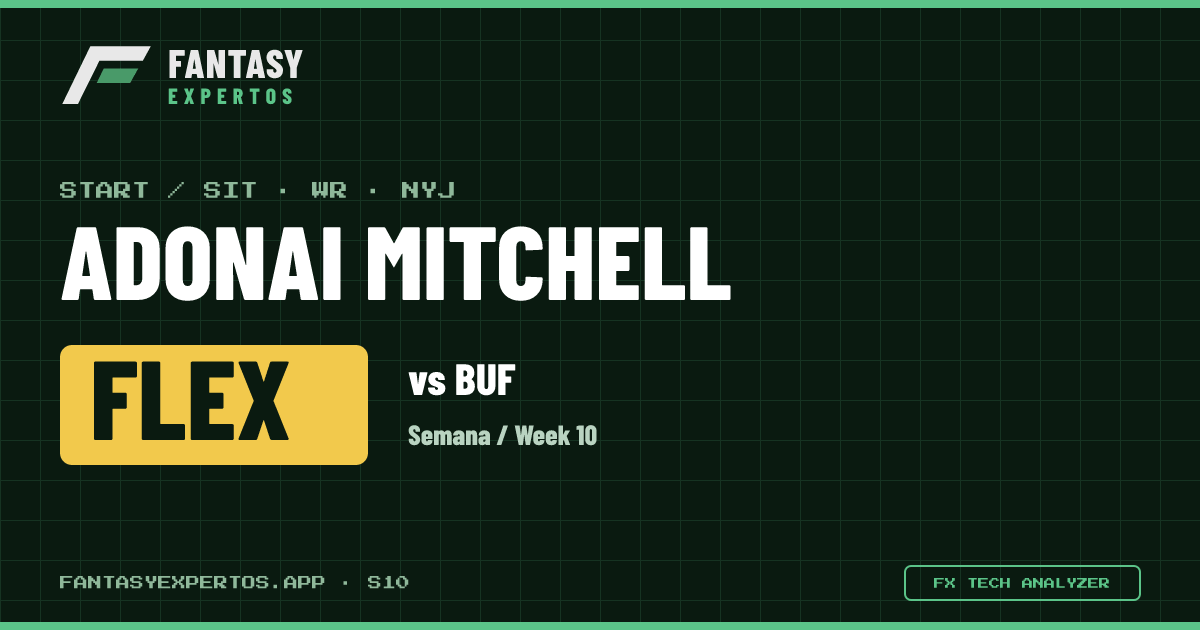 FANTASY
EXPERTOS
START / SIT · WR · NYJ
ADONAI MITCHELL
FLEX
vs BUF
Semana / Week 10
FANTASYEXPERTOS.APP · S10
FX TECH ANALYZER